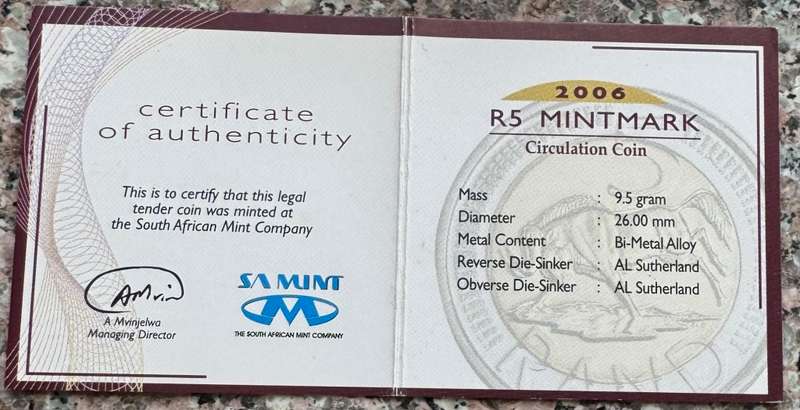 certificate
of authenticity
This is to certify that this legal
tender coin was minted at
the South African Mint Company
AMvin
A Mvinjelwa
Managing Director
SA MINT
THE SOUTH AFRICAN MINT COMPANY
2006
R5 MINTMARK
Circulation Coin
Mass : 9.5 gram
Diameter : 26.00 mm
Metal Content : Bi-Metal Alloy
Reverse Die-Sinker : AL Sutherland
Obverse Die-Sinker : AL Sutherland
5 RAND